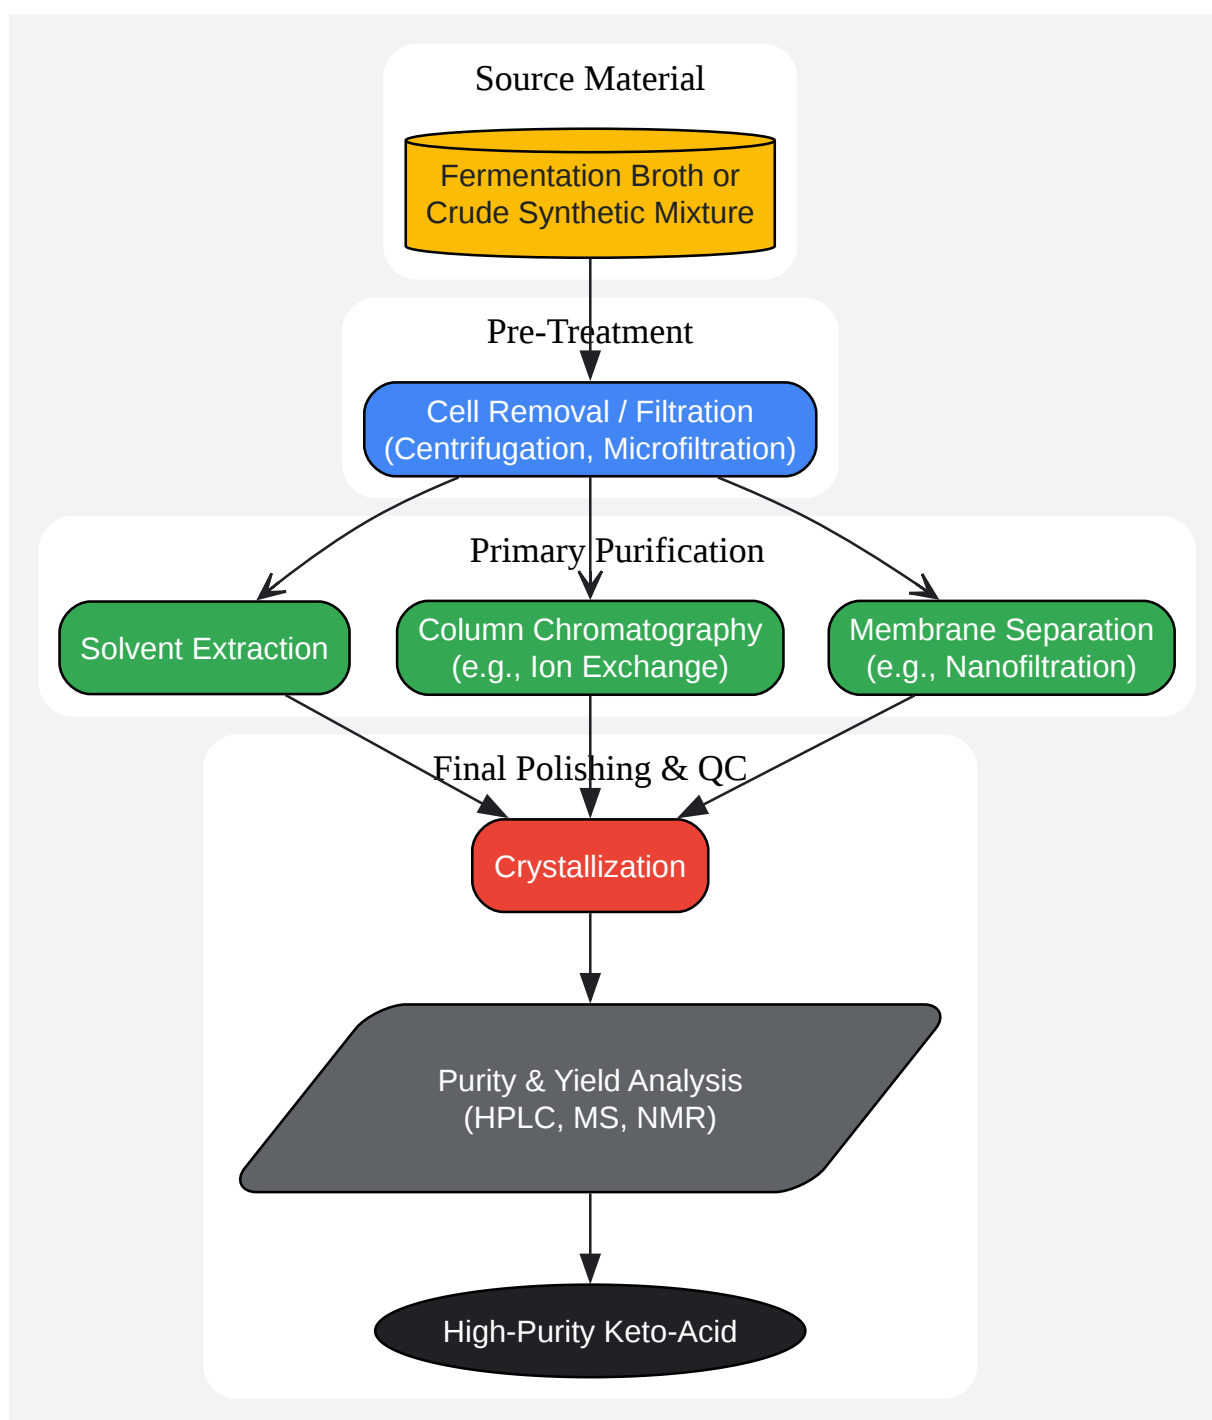 Source Material
Fermentation Broth or
Crude Synthetic Mixture
Pre-Treatment
Cell Removal / Filtration
(Centrifugation, Microfiltration)
Primary Purification
Solvent Extraction
Column Chromatography
(e.g., Ion Exchange)
Membrane Separation
(e.g., Nanofiltration)
Final Polishing & QC
Crystallization
Purity & Yield Analysis
(HPLC, MS, NMR)
High-Purity Keto-Acid